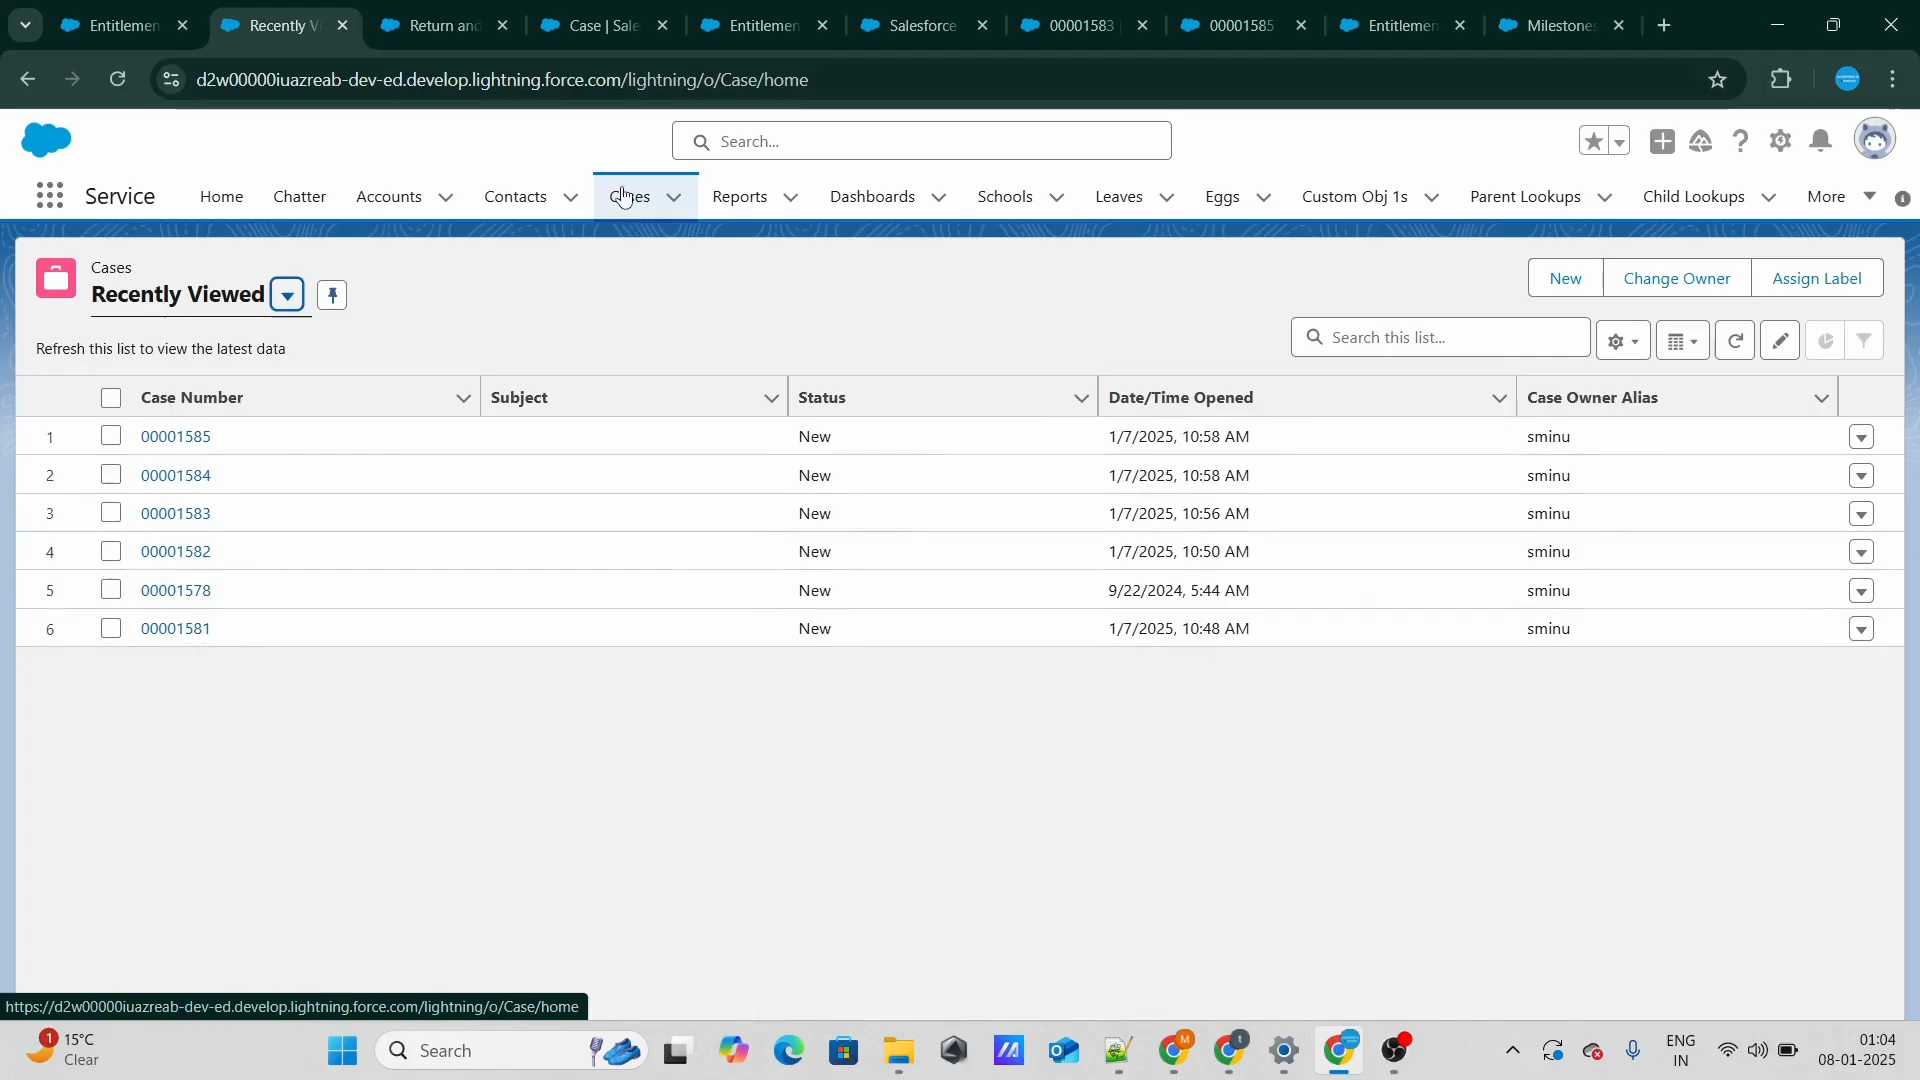 Entitlemen
Recently V
Return and
Case | Sale
Entitlemen
Salesforce
00001583 |
00001585
Entitlemen
Milestones
d2w00000iuazreab-dev-ed.develop.lightning.force.com/lightning/o/Case/home
Search...
Service
Home
Chatter
Accounts
Contacts
Cases
Reports
Dashboards
Schools
Leaves
Eggs
Custom Obj 1s
Parent Lookups
Child Lookups
More
Cases
Recently Viewed
New
Change Owner
Assign Label
Refresh this list to view the latest data
Search this list...
Case Number Subject Status Date/Time Opened Case Owner Alias
1 00001585 New 1/7/2025, 10:58 AM sminu
2 00001584 New 1/7/2025, 10:58 AM sminu
3 00001583 New 1/7/2025, 10:56 AM sminu
4 00001582 New 1/7/2025, 10:50 AM sminu
5 00001578 New 9/22/2024, 5:44 AM sminu
6 00001581 New 1/7/2025, 10:48 AM sminu
https://d2w00000iuazreab-dev-ed.develop.lightning.force.com/lightning/o/Case/home
1
15°C
Clear
Search
M
t
ENG
IN
01:04
08-01-2025